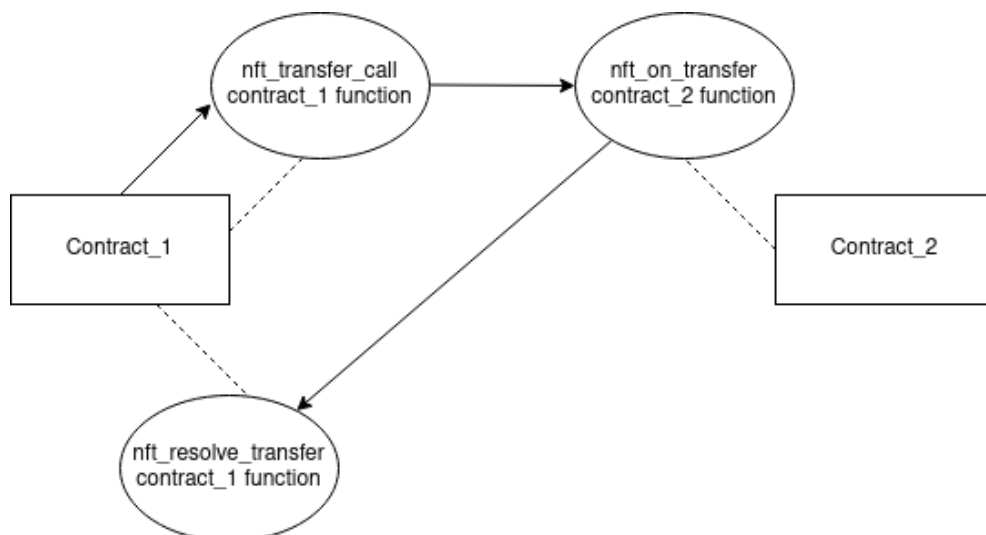 nft_transfer_call
contract_1 function
nft_on_transfer
contract_2 function
Contract_1
Contract_2
nft_resolve_transfer
contract_1 function